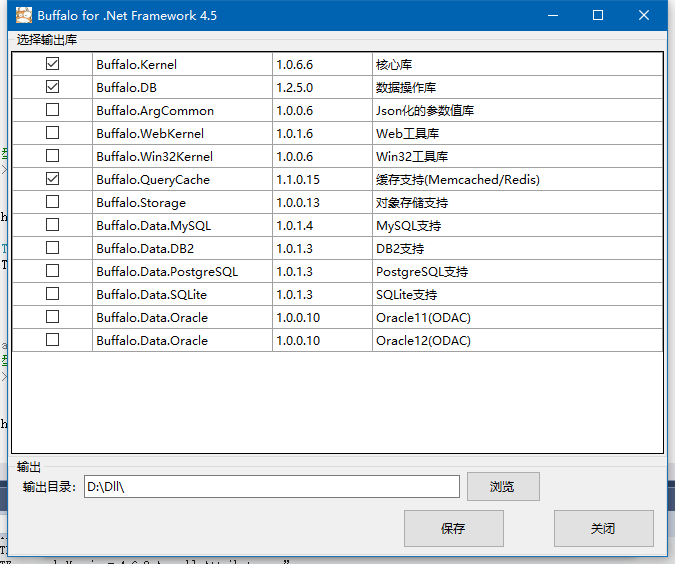 Buffalo for .Net Framework 4.5
选择输出库
Buffalo.Kernel 1.0.6.6 核心库
Buffalo.DB 1.2.5.0 数据操作库
Buffalo.ArgCommon 1.0.0.6 Json化的参数值库
Buffalo.WebKernel 1.0.1.6 Web工具库
Buffalo.Win32Kernel 1.0.0.6 Win32工具库
Buffalo.QueryCache 1.1.0.15 缓存支持(Memcached/Redis)
Buffalo.Storage 1.0.0.13 对象存储支持
Buffalo.Data.MySQL 1.0.1.4 MySQL支持
Buffalo.Data.DB2 1.0.1.3 DB2支持
Buffalo.Data.PostgreSQL 1.0.1.3 PostgreSQL支持
Buffalo.Data.SQLite 1.0.1.3 SQLite支持
Buffalo.Data.Oracle 1.0.0.10 Oracle11(ODAC)
Buffalo.Data.Oracle 1.0.0.10 Oracle12(ODAC)
输出
输出目录: D:\Dll\ 浏览
保存 关闭